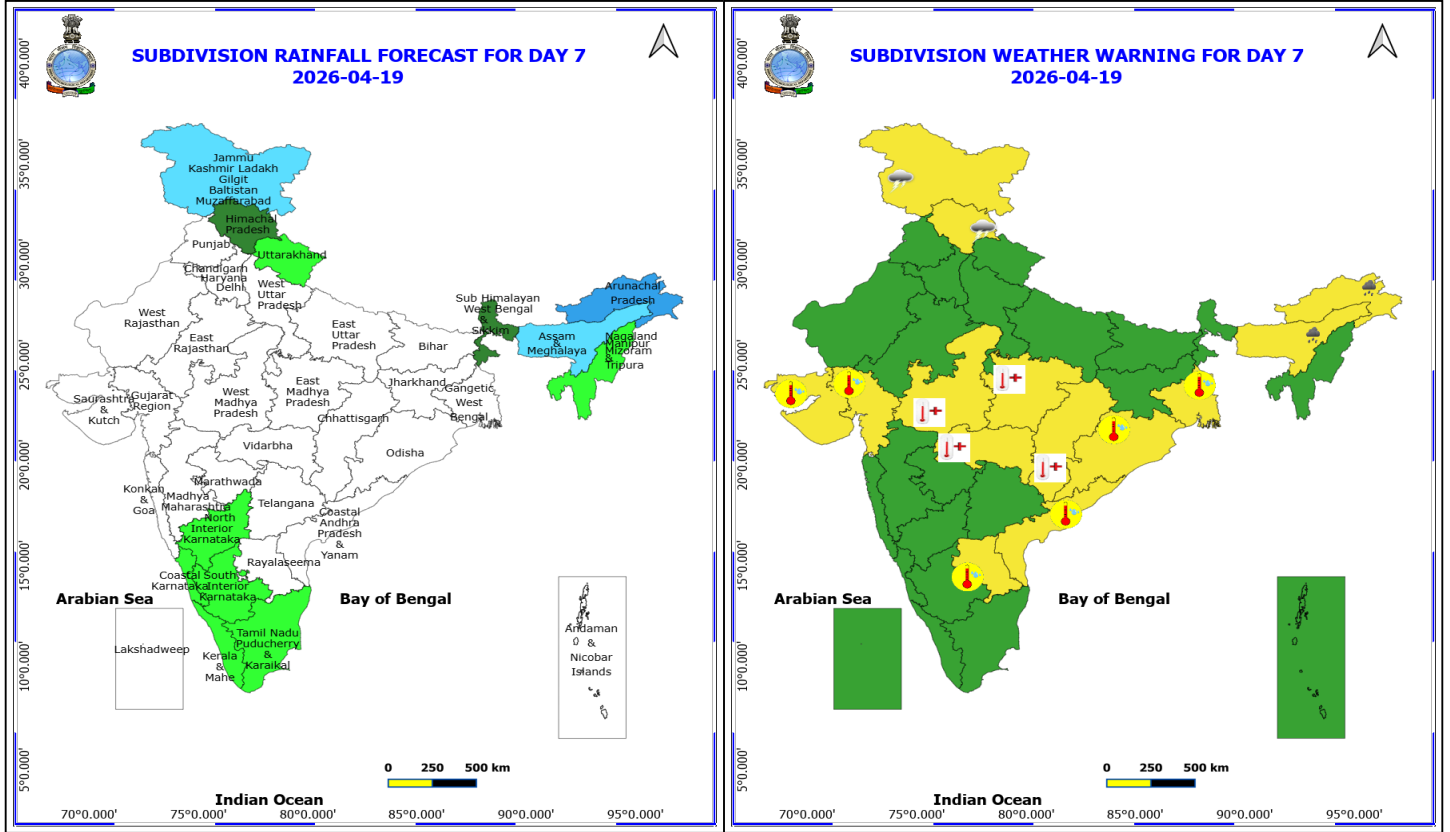 SUBDIVISION RAINFALL FORECAST FOR DAY 7
2026-04-19
40°0.000'
35°0.000'
30°0.000'
25°0.000'
20°0.000'
15°0.000'
10°0.000'
5°0.000'
Jammu
Kashmir Ladakh
Gilgit
Baltistan
Muzaffarabad
Himachal
Pradesh
Punjab
Uttarakhand
Chandigarh
Haryana
Delhi
West
Uttar
Pradesh
Arunachal
Pradesh
Sub Himalayan
West Bengal
&
Sikkim
West
Rajasthan
East
Rajasthan
East
Uttar
Pradesh
Bihar
Assam
&
Meghalaya
Nagaland
Manipur
Mizoram
&
Tripura
Saurashtra
&
Kutch
Gujarat
Region
West
Madhya
Pradesh
East
Madhya
Pradesh
Jharkhand
Gangetic
West
Bengal
Chhattisgarh
Vidarbha
Odisha
Konkan
&
Goa
Madhya
Maharashtra
Marathwada
Telangana
North
Interior
Karnataka
Coastal
Andhra
Pradesh
&
Yanam
Rayalaseema
Coastal
Karnataka
South
Interior
Karnataka
Arabian Sea
Bay of Bengal
Lakshadweep
Kerala
&
Mahe
Tamil Nadu
Puducherry
&
Karaikal
Andaman
&
Nicobar
Islands
0 250 500 km
Indian Ocean
70°0.000' 75°0.000' 80°0.000' 85°0.000' 90°0.000' 95°0.000'
SUBDIVISION WEATHER WARNING FOR DAY 7
2026-04-19
40°0.000'
35°0.000'
30°0.000'
25°0.000'
20°0.000'
15°0.000'
10°0.000'
5°0.000'
Arabian Sea
Bay of Bengal
0 250 500 km
Indian Ocean
70°0.000' 75°0.000' 80°0.000' 85°0.000' 90°0.000' 95°0.000'